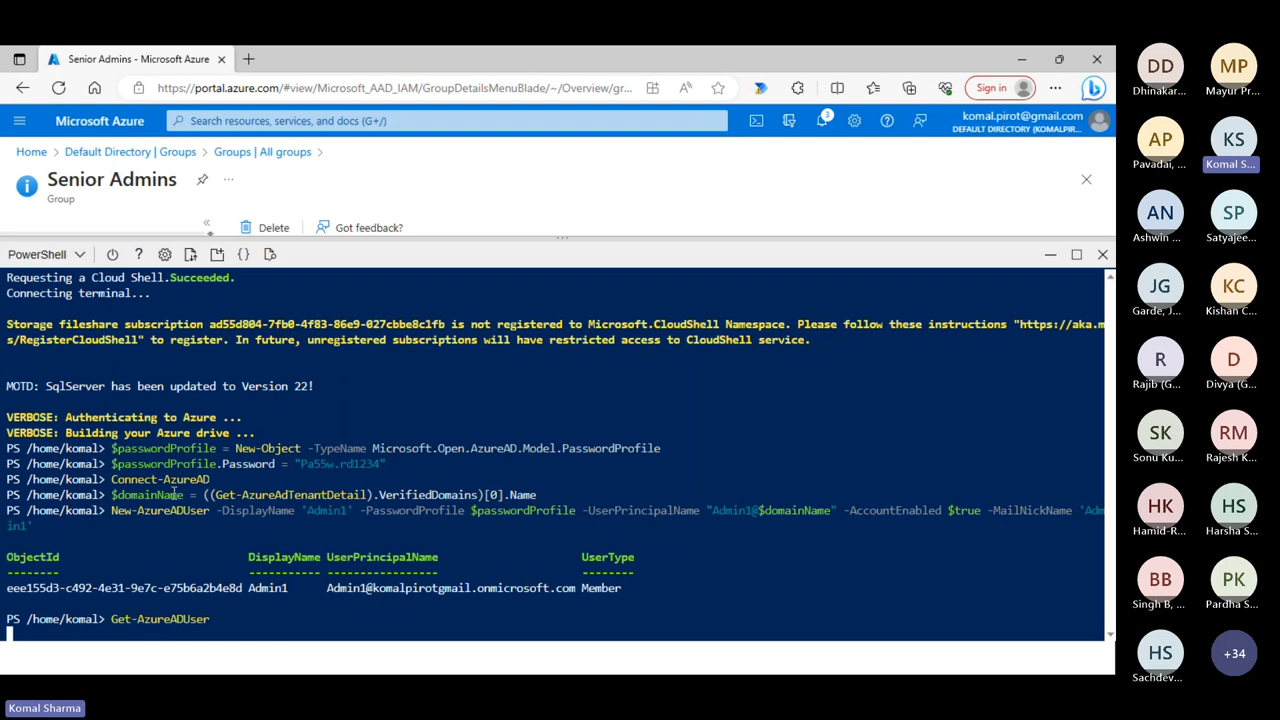 Senior Admins - Microsoft Azure
https://portal.azure.com/#view/Microsoft_AAD_IAM/GroupDetailsMenuBlade/~/Overview/gr...
Sign in
Microsoft Azure
Search resources, services, and docs (G+/)
3
komal.pirot@gmail.com
DEFAULT DIRECTORY (KOMALPIR...
Home > Default Directory | Groups > Groups | All groups >
Senior Admins
Group
Delete
Got feedback?
PowerShell
Requesting a Cloud Shell.Succeeded.
Connecting terminal...
Storage fileshare subscription ad55d804-7fb0-4f83-86e9-027cbbe8c1fb is not registered to Microsoft.CloudShell Namespace. Please follow these instructions "https://aka.m
s/RegisterCloudShell" to register. In future, unregistered subscriptions will have restricted access to CloudShell service.
MOTD: SqlServer has been updated to Version 22!
VERBOSE: Authenticating to Azure ...
VERBOSE: Building your Azure drive ...
PS /home/komal> $passwordProfile = New-Object -TypeName Microsoft.Open.AzureAD.Model.PasswordProfile
PS /home/komal> $passwordProfile.Password = "Pa55w.rd1234"
PS /home/komal> Connect-AzureAD
PS /home/komal> $domainName = ((Get-AzureAdTenantDetail).VerifiedDomains)[0].Name
PS /home/komal> New-AzureADUser -DisplayName 'Admin1' -PasswordProfile $passwordProfile -UserPrincipalName "Admin1@$domainName" -AccountEnabled $true -MailNickName 'Adm
in1'
ObjectId DisplayName UserPrincipalName UserType
-------- ----------- ----------------- --------
eee155d3-c492-4e31-9e7c-e75b6a2b4e8d Admin1 Admin1@komalpirotgmail.onmicrosoft.com Member
PS /home/komal> Get-AzureADUser
DD
Dhinakar...
MP
Mayur Pr...
AP
Pavadai, ...
KS
Komal S...
AN
Ashwin ...
SP
Satyajee...
JG
Garde, J...
KC
Kishan C...
R
Rajib (G...
D
Divya (G...
SK
Sonu Ku...
RM
Rajesh K...
HK
Hamid-R...
HS
Harsha S...
BB
Singh B, ...
PK
Pardha S...
HS
Sachdev...
+34
Komal Sharma